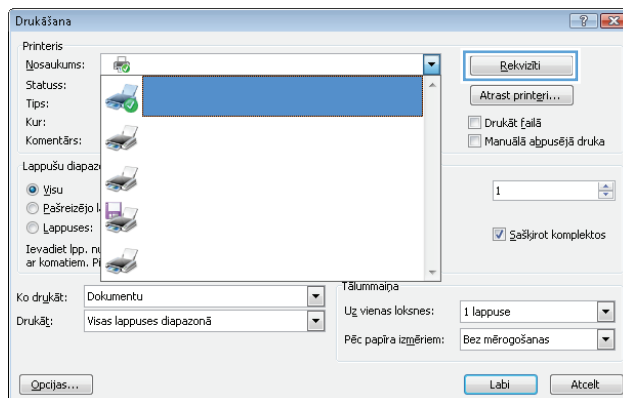 Drukāšana
Printeris
Nosaukums:
Rekvizīti
Statuss:
Tips:
Atrast printeri...
Kur:
Drukāt failā
Komentārs:
Manuālā abpusējā druka
Lappušu diapaz
Visu
1
Pašreizējo l
Lappuses:
Sašķirot komplektos
Ievadiet lpp. nu
ar komatiem. Pi
Tālummaiņa
Ko drukāt: Dokumentu
Uz vienas loksnes: 1 lappuse
Drukāt: Visas lappuses diapazonā
Pēc papīra izmēriem: Bez mērogošanas
Opcijas...
Labi
Atcelt